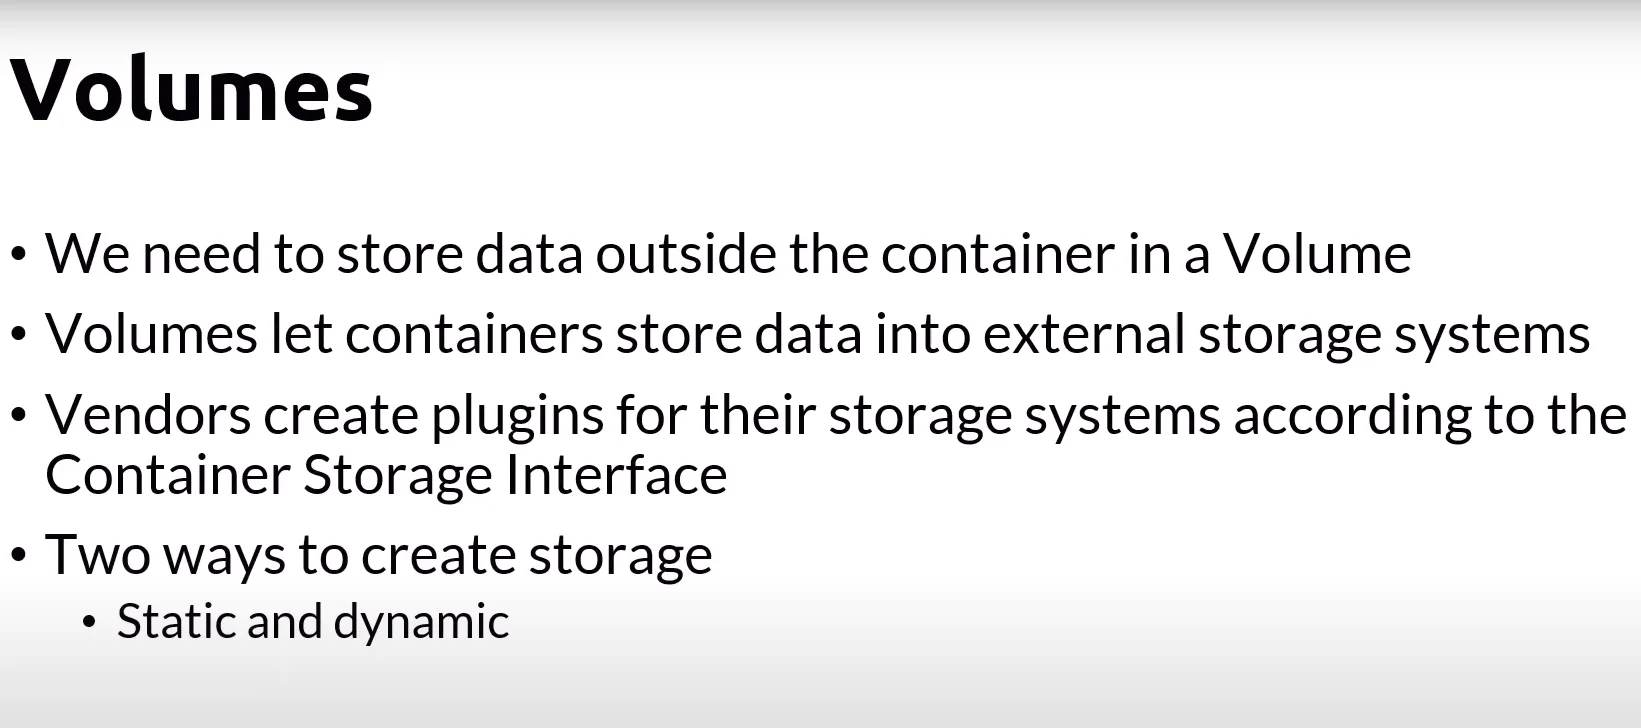 Volumes
• We need to store data outside the container in a Volume
• Volumes let containers store data into external storage systems
• Vendors create plugins for their storage systems according to the
Container Storage Interface
• Two ways to create storage
• Static and dynamic